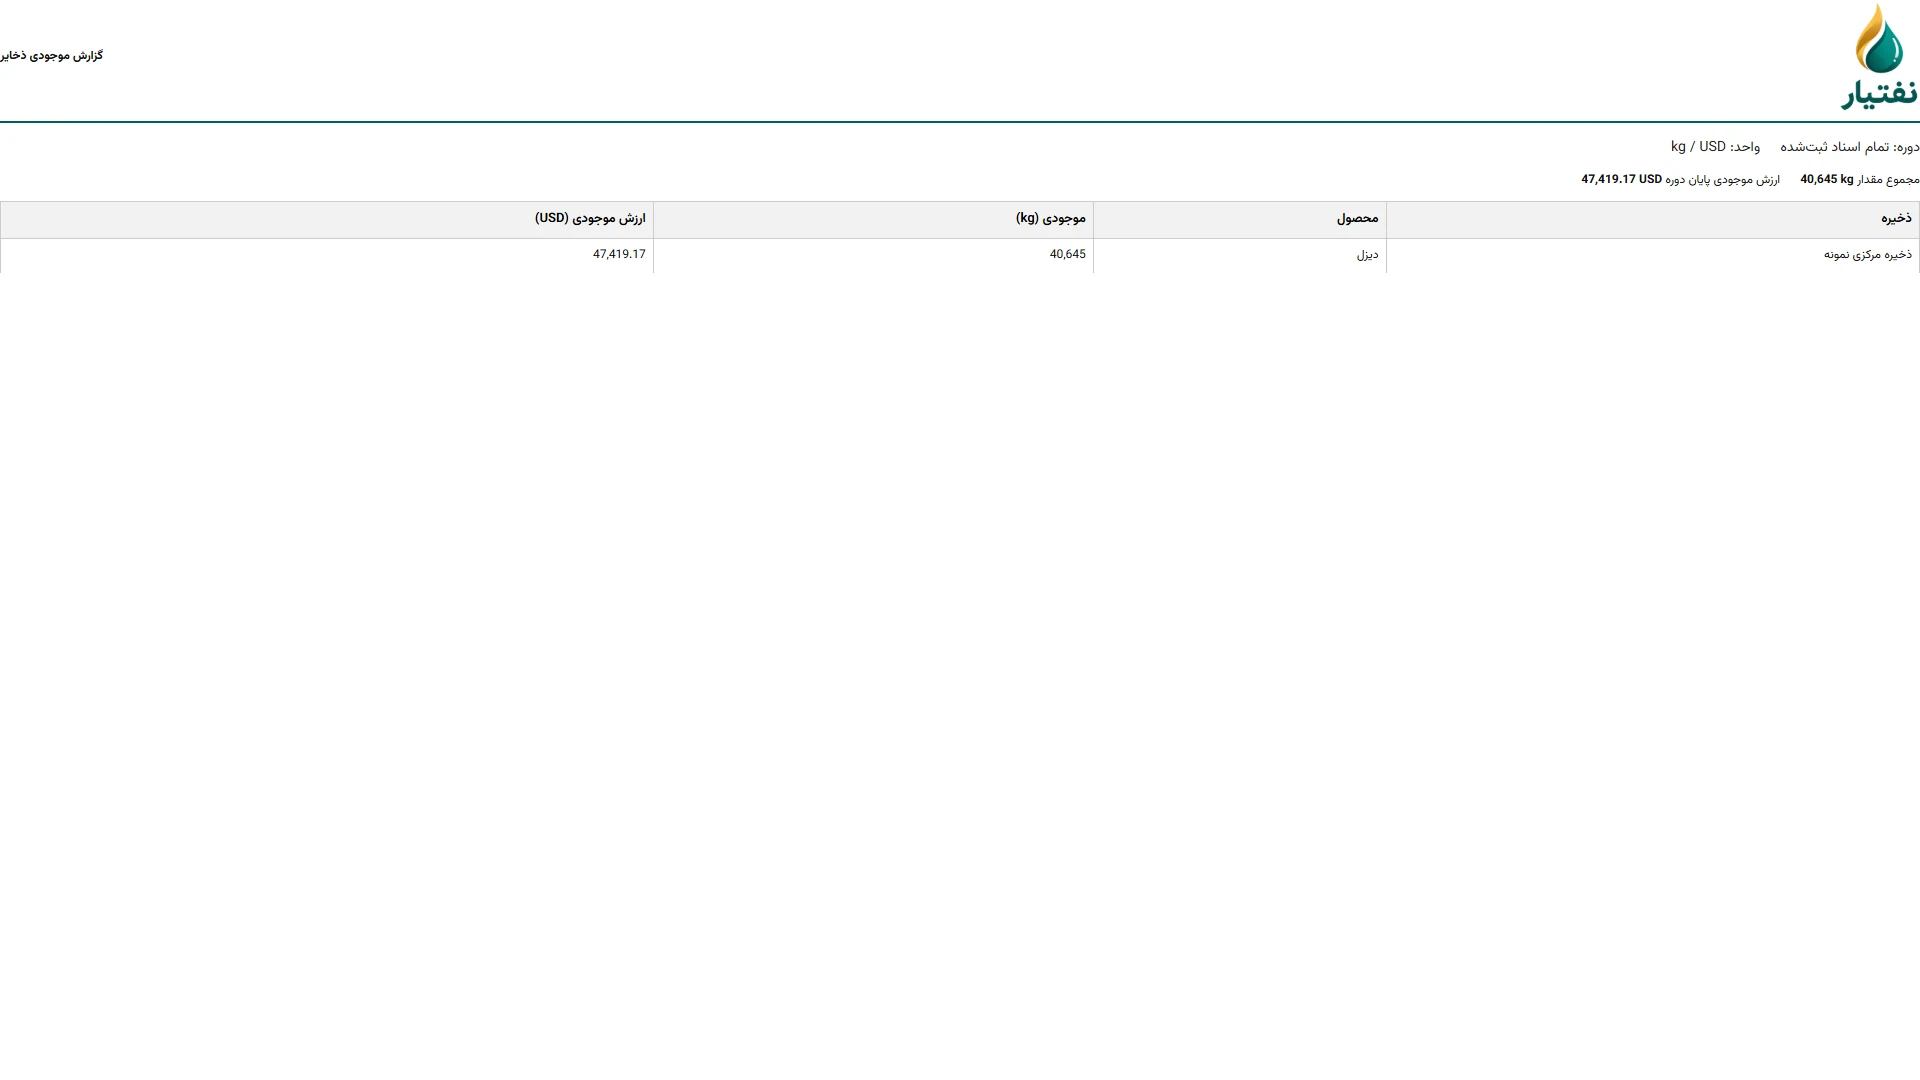 نفتیار
گزارش موجودی ذخایر
دوره: تمام اسناد ثبت‌شده واحد: kg / USD
مجموع مقدار 40,645 kg ارزش موجودی پایان دوره 47,419.17 USD
ذخیره محصول موجودی (kg) ارزش موجودی (USD)
ذخیره مرکزی نمونه دیزل 40,645 47,419.17